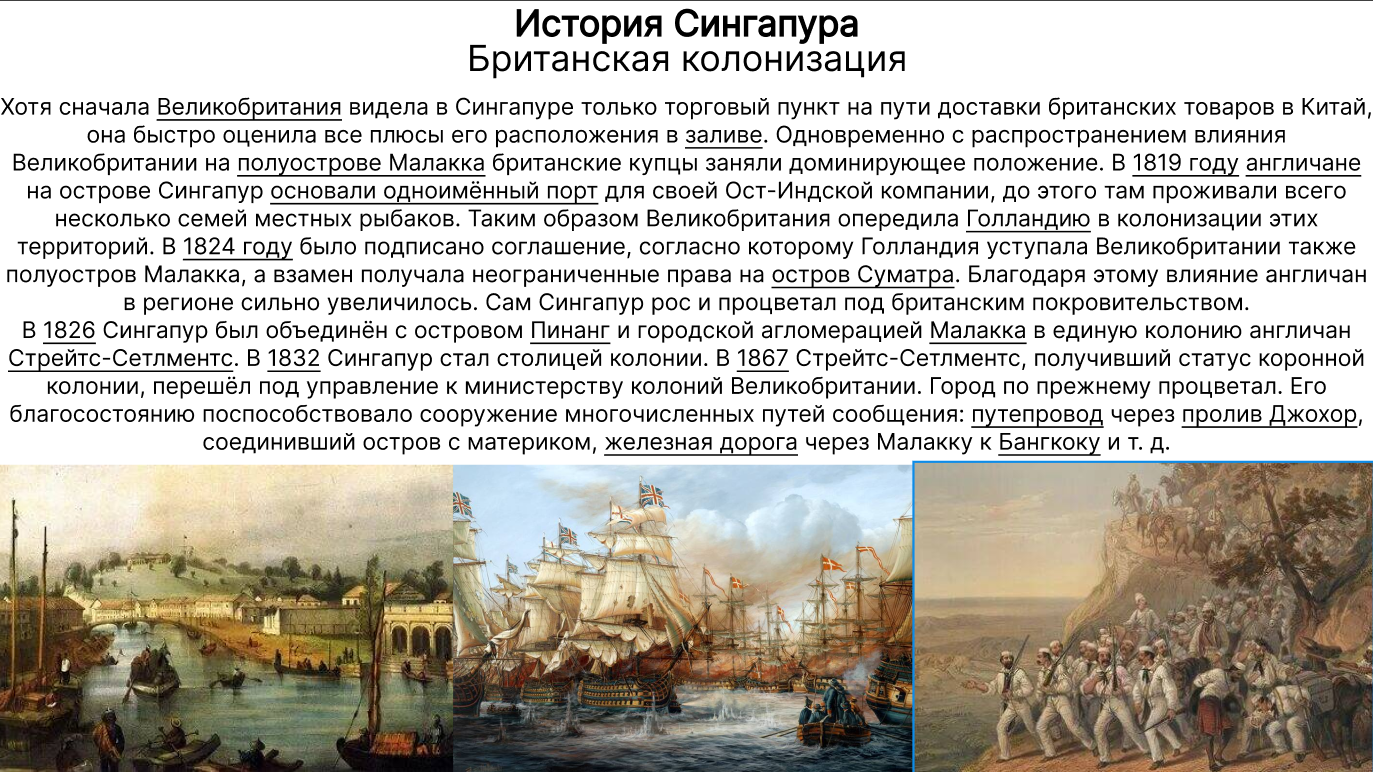 История Сингапура
Британская колонизация
Хотя сначала Великобритания видела в Сингапуре только торговый пункт на пути доставки британских товаров в Китай,
она быстро оценила все плюсы его расположения в заливе. Одновременно с распространением влияния
Великобритании на полуострове Малакка британские купцы заняли доминирующее положение. В 1819 году англичане
на острове Сингапур основали одноимённый порт для своей Ост-Индской компании, до этого там проживали всего
несколько семей местных рыбаков. Таким образом Великобритания опередила Голландию в колонизации этих
территорий. В 1824 году было подписано соглашение, согласно которому Голландия уступала Великобритании также
полуостров Малакка, а взамен получала неограниченные права на остров Суматра. Благодаря этому влияние англичан
в регионе сильно увеличилось. Сам Сингапур рос и процветал под британским покровительством.
В 1826 Сингапур был объединён с островом Пинанг и городской агломерацией Малакка в единую колонию англичан
Стрейтс-Сетлментс. В 1832 Сингапур стал столицей колонии. В 1867 Стрейтс-Сетлментс, получивший статус коронной
колонии, перешёл под управление к министерству колоний Великобритании. Город по прежнему процветал. Его
благосостоянию поспособствовало сооружение многочисленных путей сообщения: путепровод через пролив Джохор,
соединивший остров с материком, железная дорога через Малакку к Бангкоку и т. д.